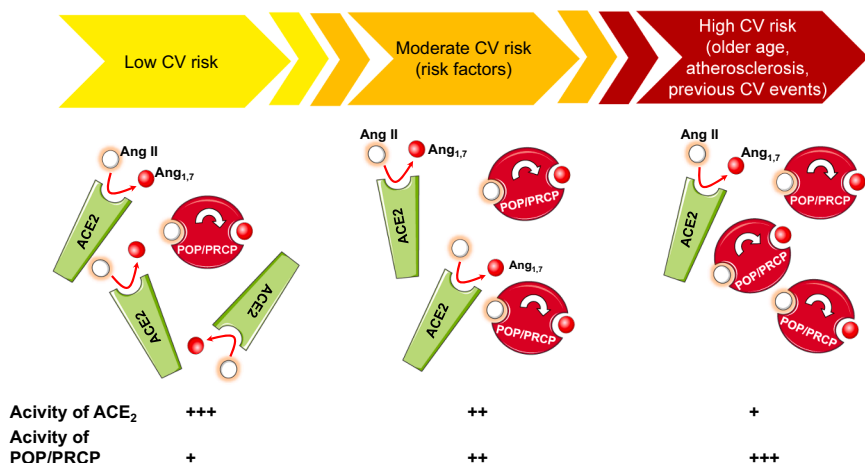 Low CV risk
Moderate CV risk
(risk factors)
High CV risk
(older age,
atherosclerosis,
previous CV events)
Ang II
Ang1,7
ACE2
POP/PRCP
ACE2
ACE2
Ang II
Ang1,7
ACE2
POP/PRCP
Ang1,7
ACE2
POP/PRCP
Ang II
Ang1,7
ACE2
POP/PRCP
POP/PRCP
POP/PRCP
Acivity of ACE2 +++ ++ +
Acivity of
POP/PRCP + ++ +++